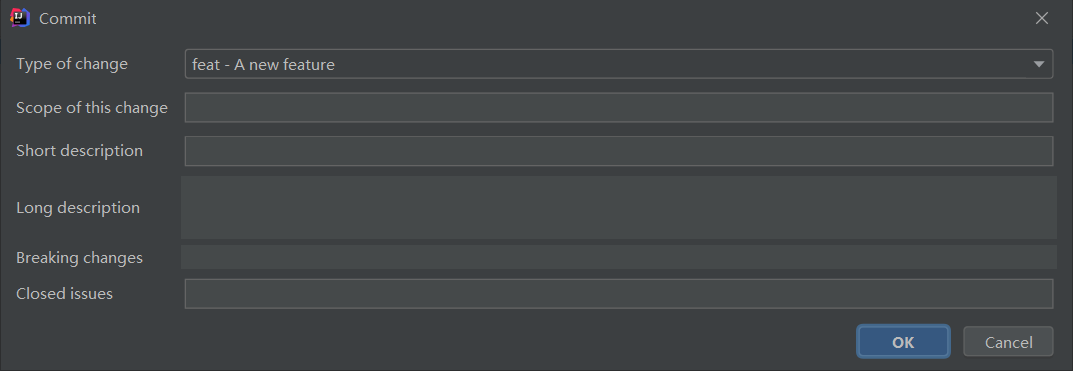 IJ Commit
Type of change feat - A new feature
Scope of this change
Short description
Long description
Breaking changes
Closed issues
OK Cancel